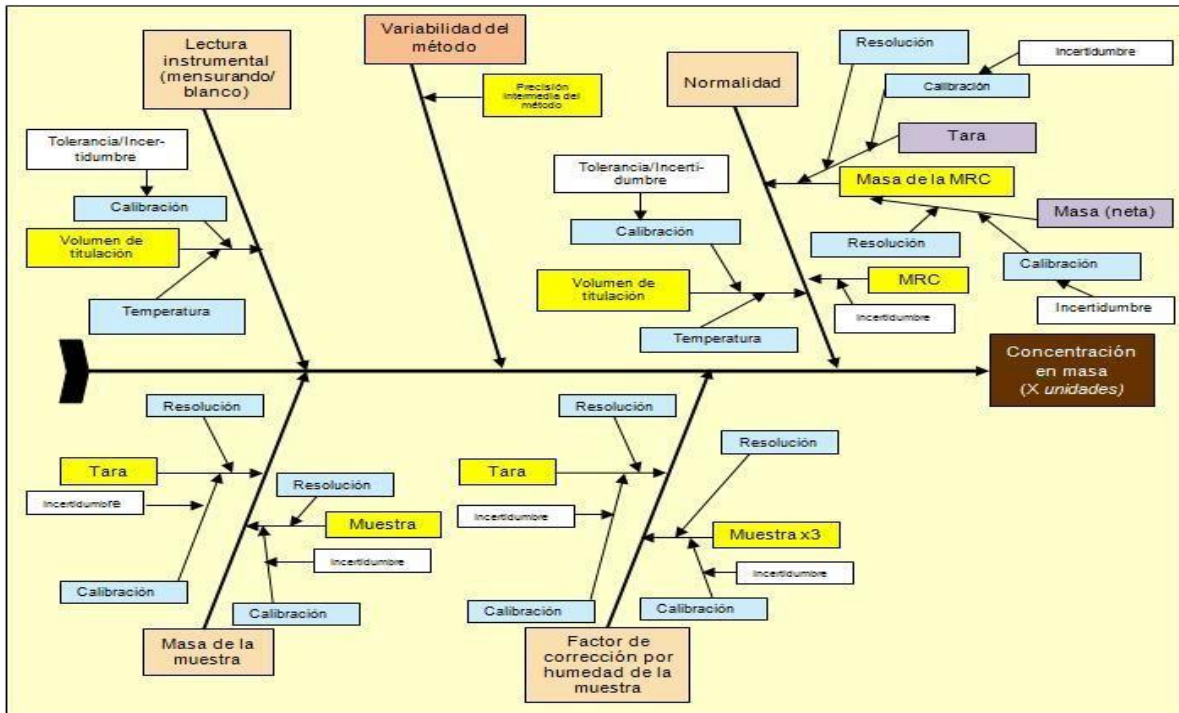 Lectura
instrumental
(mensurando/
blanco)
Variabilidad del
método
Precisión
intermedia del
método
Normalidad
Resolución
Incertidumbre
Calibración
Tara
Masa de la MRC
Masa (neta)
Resolución
Calibración
Incertidumbre
MRC
Incertidumbre
Tolerancia/Incer-
tidumbre
Calibración
Volumen de
titulación
Temperatura
Tolerancia/Incerti-
dumbre
Calibración
Volumen de
titulación
Temperatura
Concentración
en masa
(X unidades)
Resolución
Tara
Incertidumbre
Calibración
Resolución
Muestra
Incertidumbre
Calibración
Masa de la
muestra
Resolución
Tara
Incertidumbre
Calibración
Resolución
Muestra x3
Incertidumbre
Calibración
Factor de
corrección por
humedad de la
muestra